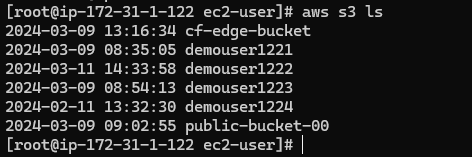 [root@ip-172-31-1-122 ec2-user]# aws s3 ls
2024-03-09 13:16:34 cf-edge-bucket
2024-03-09 08:35:05 demouser1221
2024-03-11 14:33:58 demouser1222
2024-03-09 08:54:13 demouser1223
2024-02-11 13:32:30 demouser1224
2024-03-09 09:02:55 public-bucket-00
[root@ip-172-31-1-122 ec2-user]#